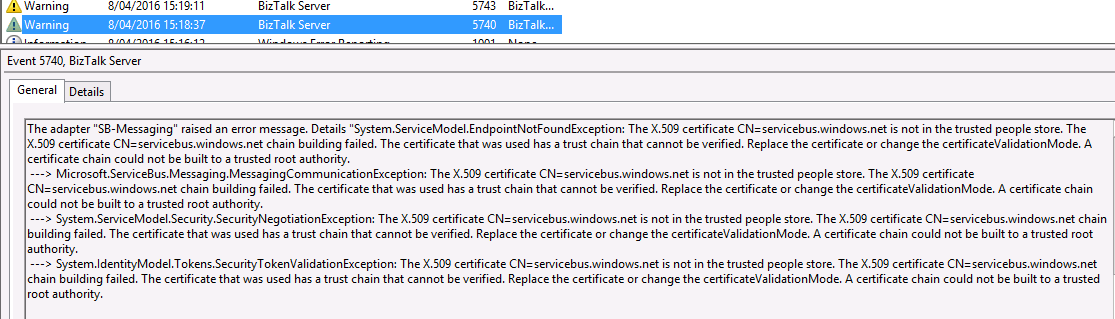 Warning 8/04/2016 15:19:11 BizTalk Server 5743 BizTalk...
Warning 8/04/2016 15:18:37 BizTalk Server 5740 BizTalk...
Information 8/04/2016 15:16:12 Windows Error Reporting 1001 None
Event 5740, BizTalk Server
General Details
The adapter "SB-Messaging" raised an error message. Details "System.ServiceModel.EndpointNotFoundException: The X.509 certificate CN=servicebus.windows.net is not in the trusted people store. The
X.509 certificate CN=servicebus.windows.net chain building failed. The certificate that was used has a trust chain that cannot be verified. Replace the certificate or change the certificateValidationMode. A
certificate chain could not be built to a trusted root authority.
---> Microsoft.ServiceBus.Messaging.MessagingCommunicationException: The X.509 certificate CN=servicebus.windows.net is not in the trusted people store. The X.509 certificate
CN=servicebus.windows.net chain building failed. The certificate that was used has a trust chain that cannot be verified. Replace the certificate or change the certificateValidationMode. A certificate chain
could not be built to a trusted root authority.
---> System.ServiceModel.Security.SecurityNegotiationException: The X.509 certificate CN=servicebus.windows.net is not in the trusted people store. The X.509 certificate CN=servicebus.windows.net chain
building failed. The certificate that was used has a trust chain that cannot be verified. Replace the certificate or change the certificateValidationMode. A certificate chain could not be built to a trusted root
authority.
---> System.IdentityModel.Tokens.SecurityTokenValidationException: The X.509 certificate CN=servicebus.windows.net is not in the trusted people store. The X.509 certificate CN=servicebus.windows.net
chain building failed. The certificate that was used has a trust chain that cannot be verified. Replace the certificate or change the certificateValidationMode. A certificate chain could not be built to a trusted
root authority.